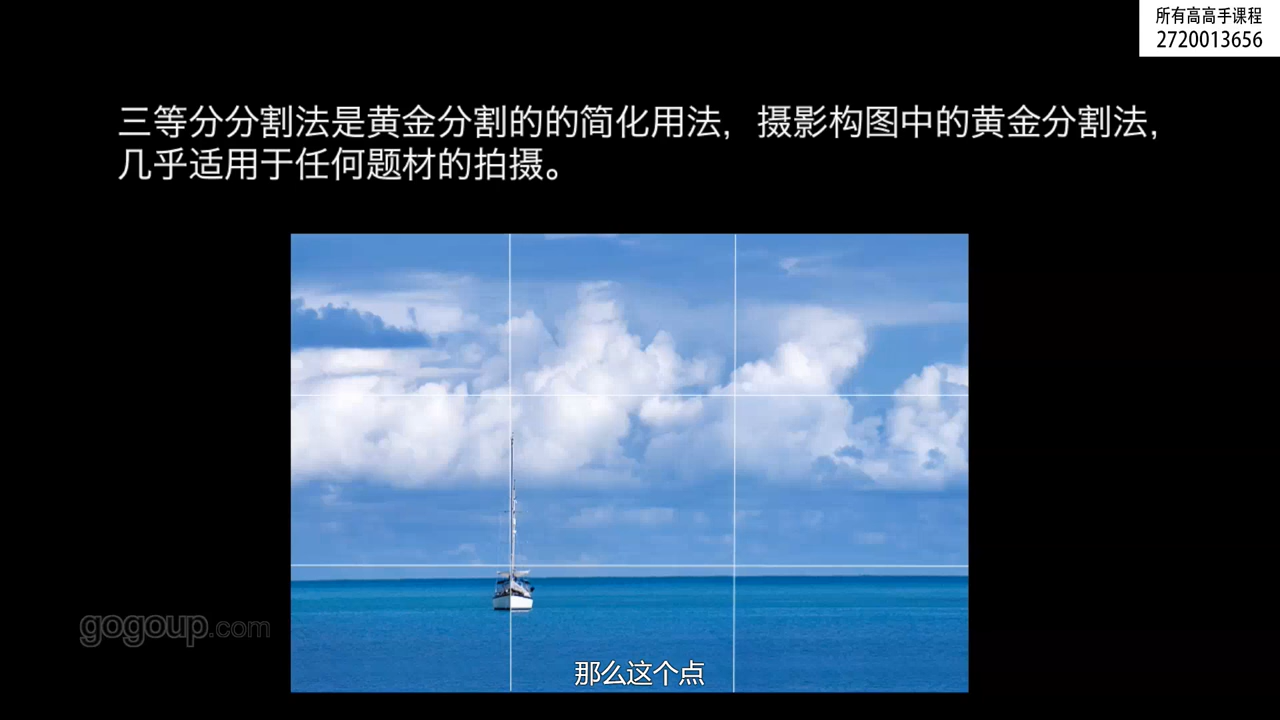 所有高高手课程
2720013656
三等分分割法是黄金分割的的简化用法，摄影构图中的黄金分割法，
几乎适用于任何题材的拍摄。
gogoup.com
那么这个点